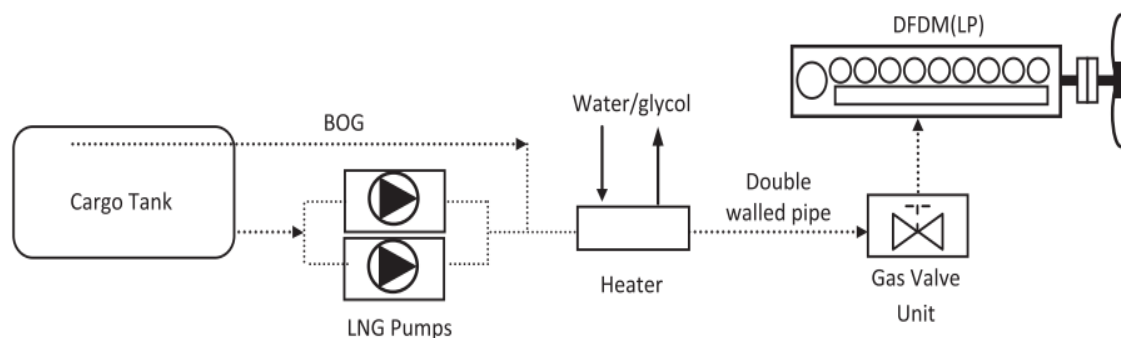 DFDM(LP)
Water/glycol
BOG
Cargo Tank
Double
walled pipe
Heater
Gas Valve
Unit
LNG Pumps